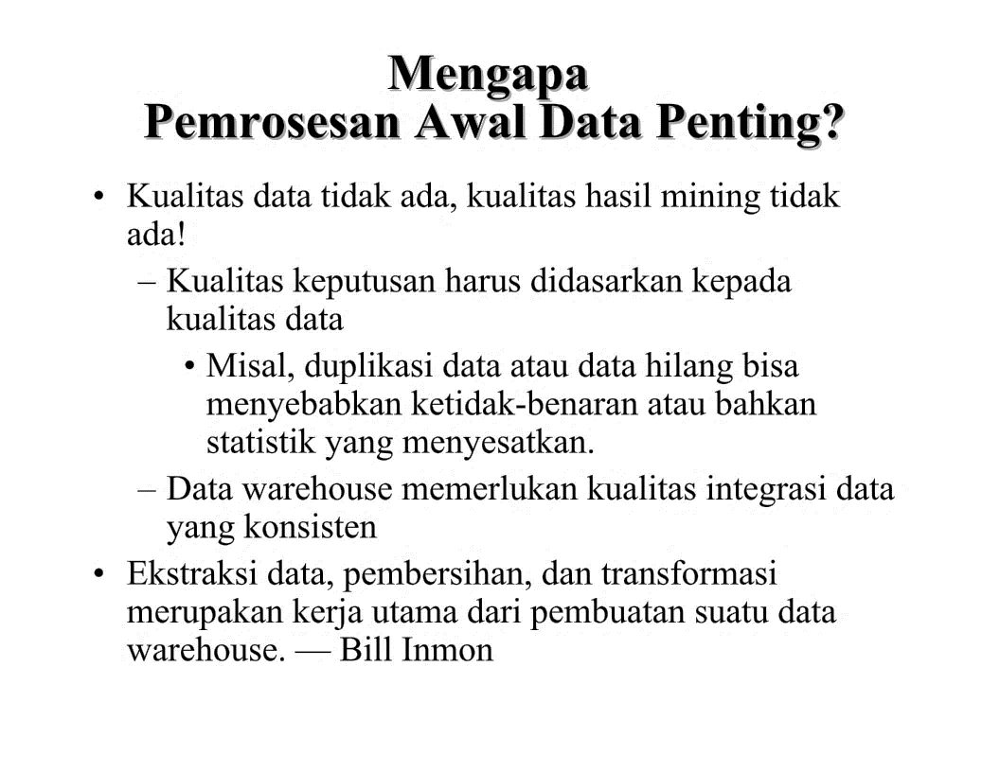 Mengapa
Pemrosesan Awal Data Penting?
• Kualitas data tidak ada, kualitas hasil mining tidak
ada!
– Kualitas keputusan harus didasarkan kepada
kualitas data
• Misal, duplikasi data atau data hilang bisa
menyebabkan ketidak-benaran atau bahkan
statistik yang menyesatkan.
– Data warehouse memerlukan kualitas integrasi data
yang konsisten
• Ekstraksi data, pembersihan, dan transformasi
merupakan kerja utama dari pembuatan suatu data
warehouse. — Bill Inmon